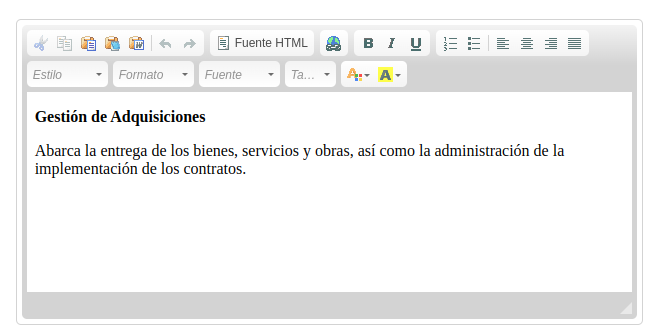 Fuente HTML
B I U
Estilo Formato Fuente Ta... A A
Gestión de Adquisiciones
Abarca la entrega de los bienes, servicios y obras, así como la administración de la
implementación de los contratos.